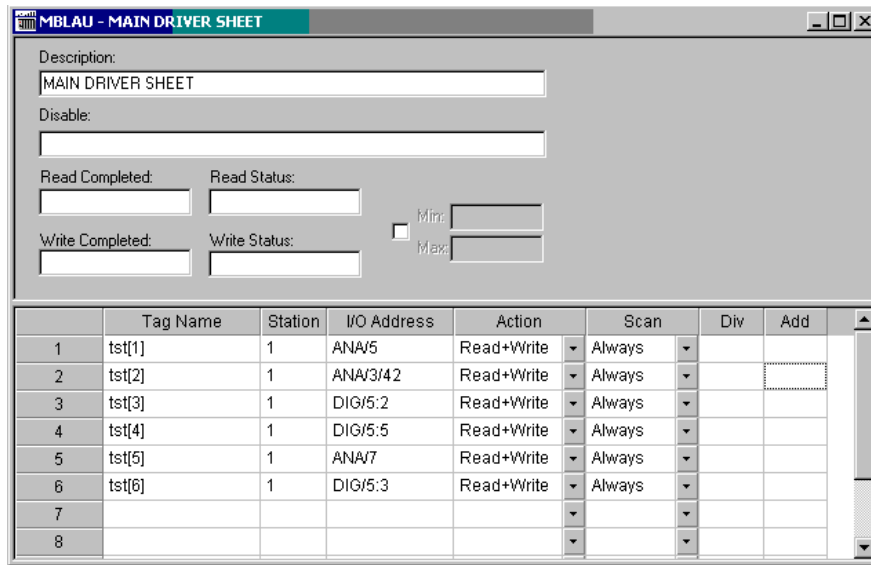 MBLAU - MAIN DRIVER SHEET
Description:
MAIN DRIVER SHEET
Disable:
Read Completed: Read Status:
Min:
Write Completed: Write Status:
Max:
Tag Name Station I/O Address Action Scan Div Add
1 tst[1] 1 ANA/5 Read+Write Always
2 tst[2] 1 ANA/3/42 Read+Write Always
3 tst[3] 1 DIG/5:2 Read+Write Always
4 tst[4] 1 DIG/5:5 Read+Write Always
5 tst[5] 1 ANA/7 Read+Write Always
6 tst[6] 1 DIG/5:3 Read+Write Always
7
8